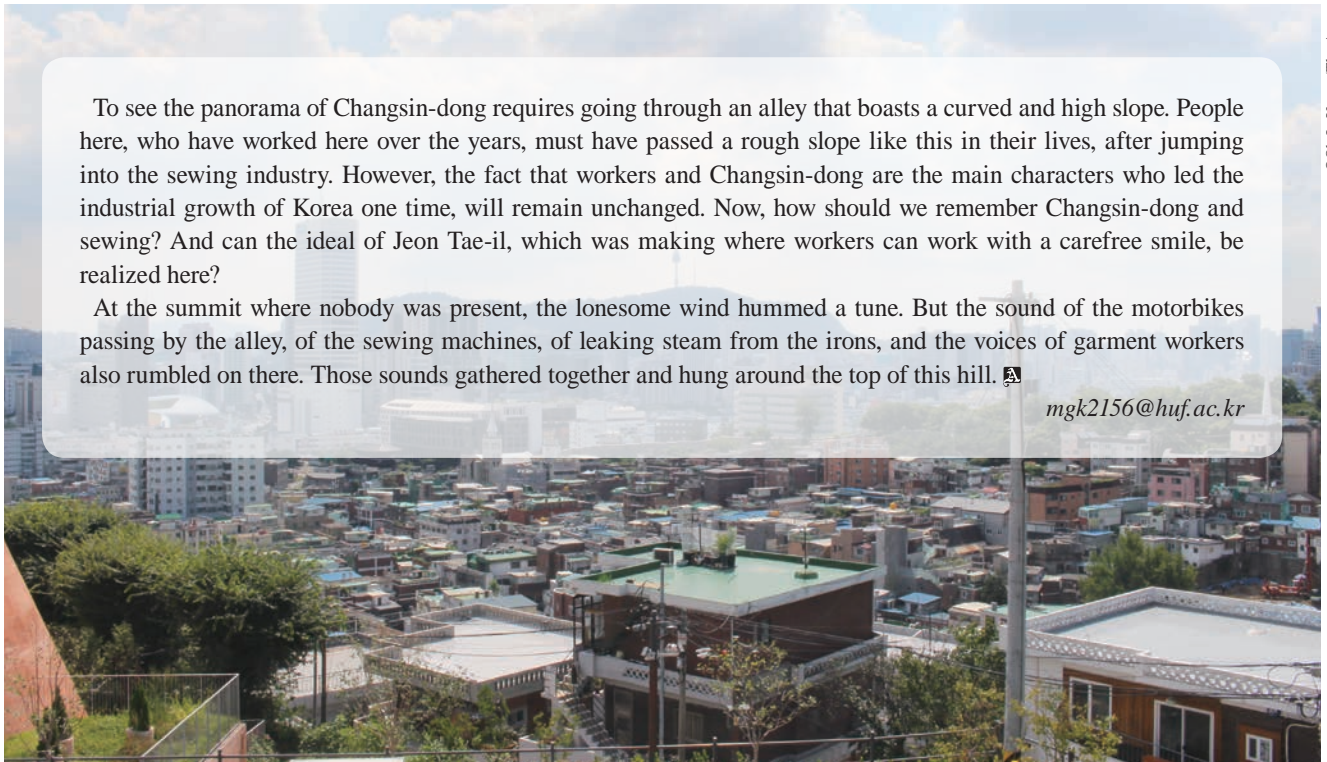 To see the panorama of Changsin-dong requires going through an alley that boasts a curved and high slope. People
here, who have worked here over the years, must have passed a rough slope like this in their lives, after jumping
into the sewing industry. However, the fact that workers and Changsin-dong are the main characters who led the
industrial growth of Korea one time, will remain unchanged. Now, how should we remember Changsin-dong and
sewing? And can the ideal of Jeon Tae-il, which was making where workers can work with a carefree smile, be
realized here?
At the summit where nobody was present, the lonesome wind hummed a tune. But the sound of the motorbikes
passing by the alley, of the sewing machines, of leaking steam from the irons, and the voices of garment workers
also rumbled on there. Those sounds gathered together and hung around the top of this hill. A
mgk2156@huf.ac.kr